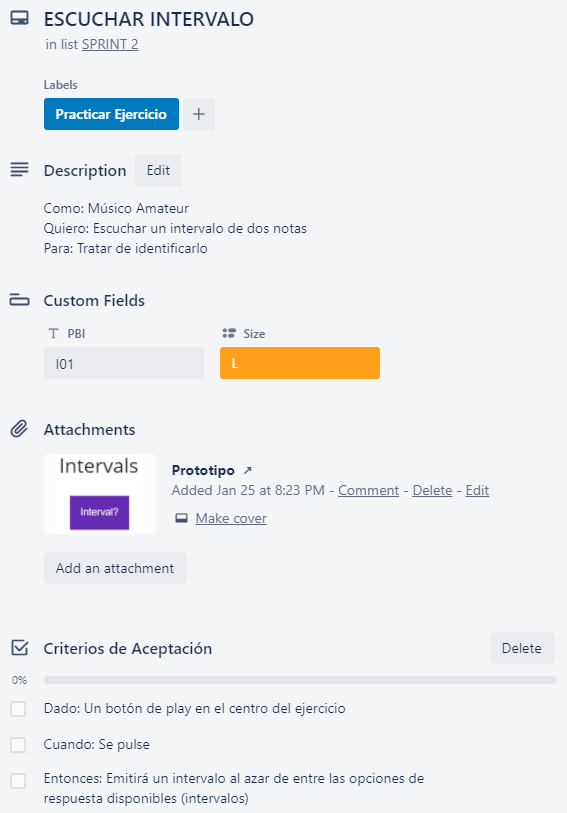 ESCUCHAR INTERVALO
in list SPRINT 2
Labels
Practicar Ejercicio
Description Edit
Como: Músico Amateur
Quiero: Escuchar un intervalo de dos notas
Para: Tratar de identificarlo
Custom Fields
PBI Size
I01 L
Attachments
Intervals
Interval?
Prototipo ↗
Added Jan 25 at 8:23 PM - Comment - Delete - Edit
Make cover
Add an attachment
Criterios de Aceptación Delete
0%
Dado: Un botón de play en el centro del ejercicio
Cuando: Se pulse
Entonces: Emitirá un intervalo al azar de entre las opciones de
respuesta disponibles (intervalos)